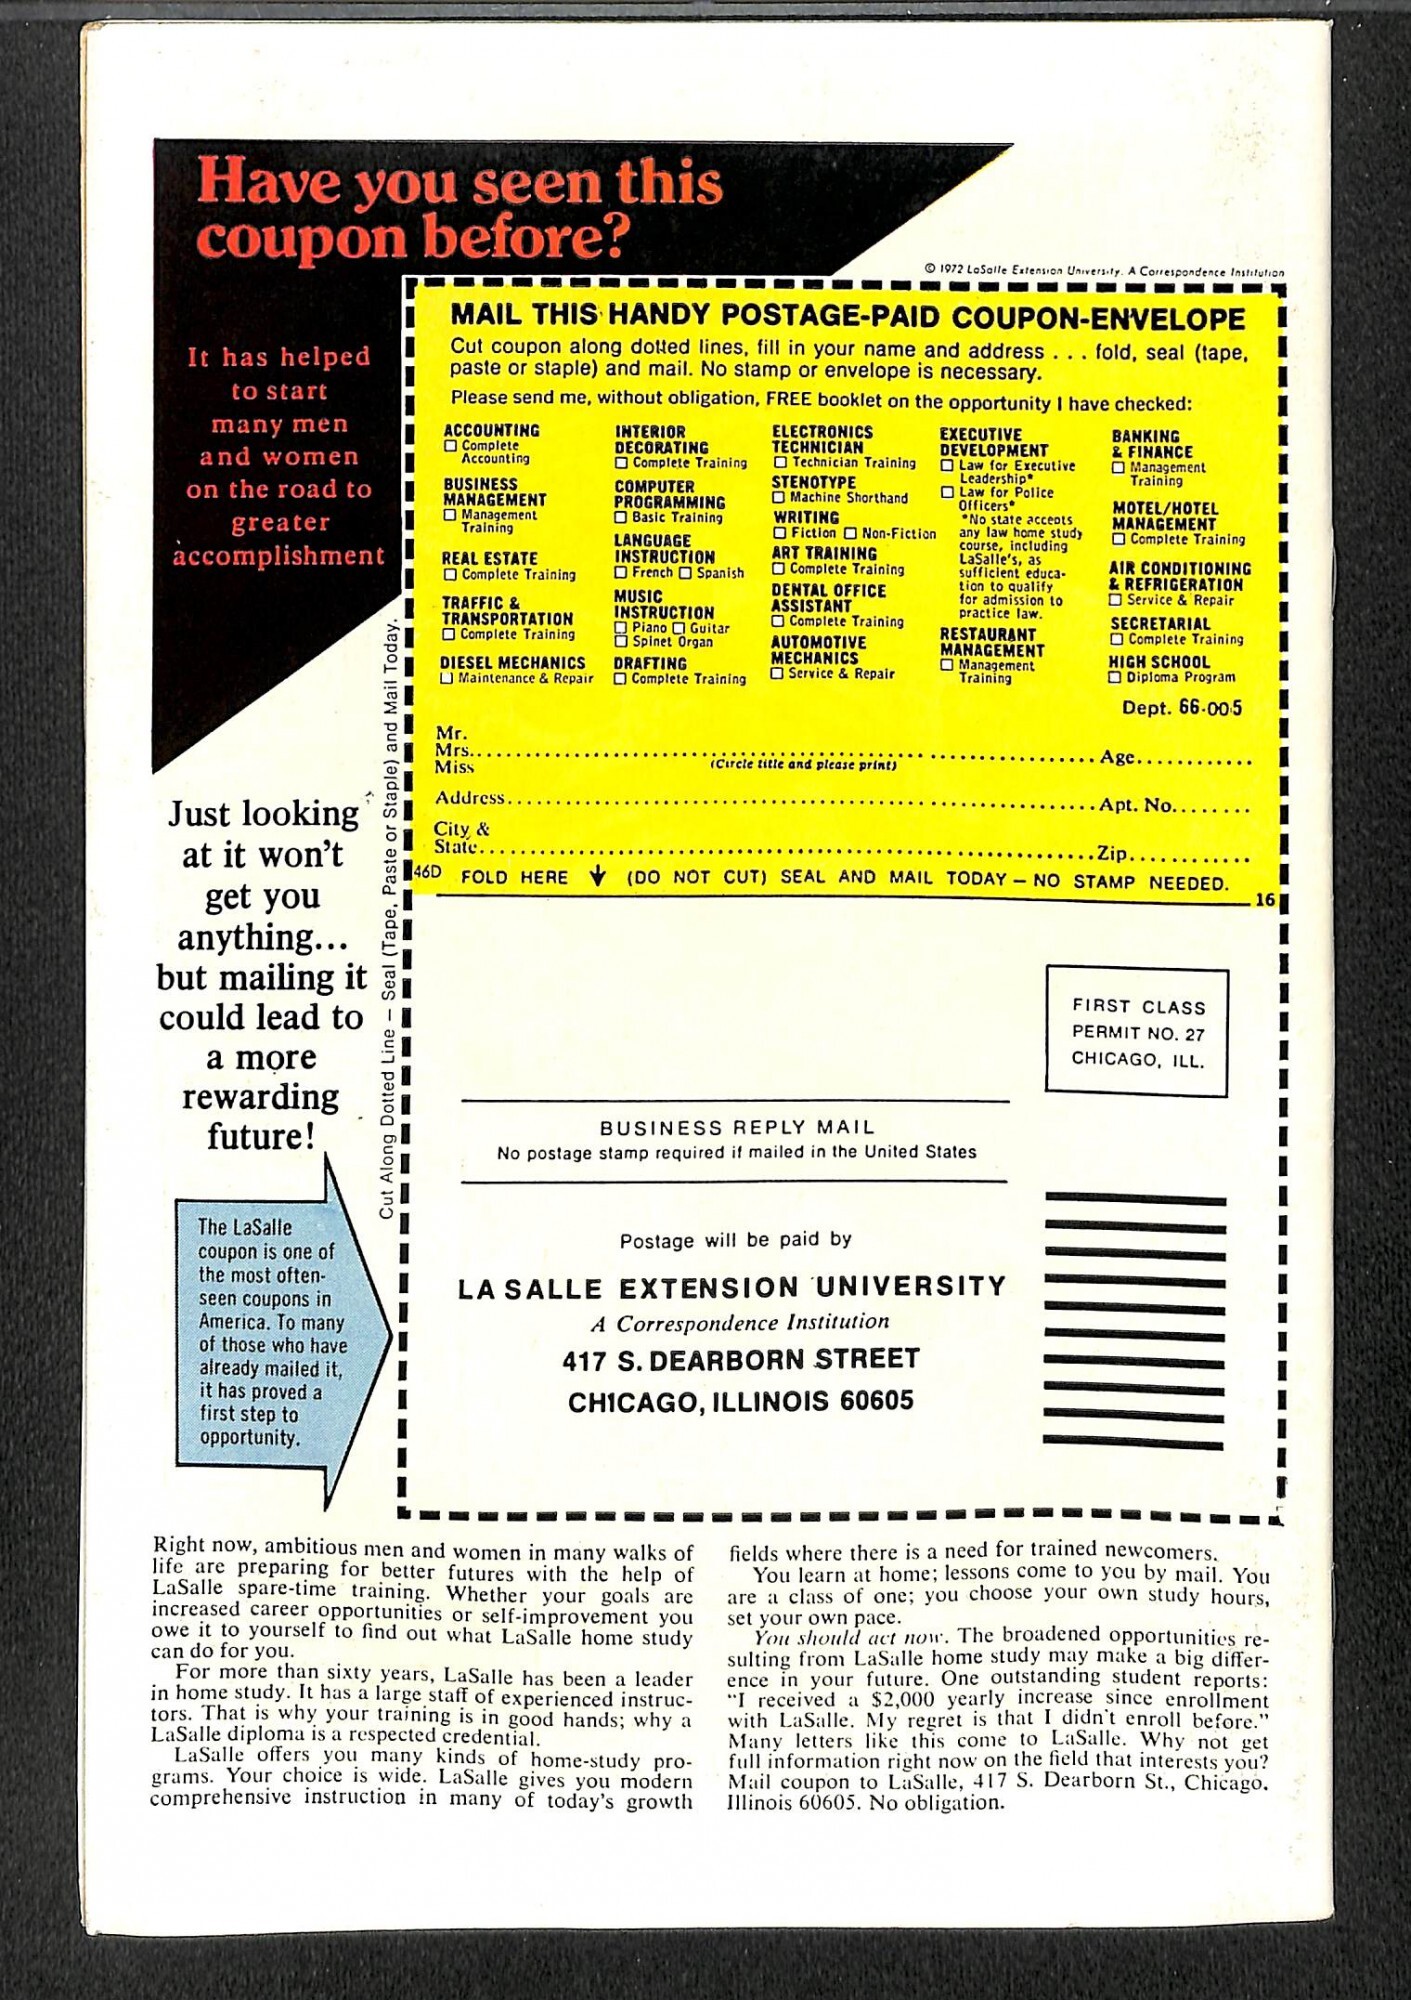 Have you seen this
coupon before?
© 1972 LaSalle Extension University. A Correspondence Institution
It has helped
to start
many men
and women
on the road to
greater
accomplishment
MAIL THIS HANDY POSTAGE-PAID COUPON-ENVELOPE
Cut coupon along dotted lines, fill in your name and address . . . fold, seal (tape,
paste or staple) and mail. No stamp or envelope is necessary.
Please send me, without obligation, FREE booklet on the opportunity I have checked:
ACCOUNTING
☐ Complete
Accounting
BUSINESS
MANAGEMENT
☐ Management
Training
REAL ESTATE
☐ Complete Training
TRAFFIC &
TRANSPORTATION
☐ Complete Training
DIESEL MECHANICS
☐ Maintenance & Repair
INTERIOR
DECORATING
☐ Complete Training
COMPUTER
PROGRAMMING
☐ Basic Training
LANGUAGE
INSTRUCTION
☐ French ☐ Spanish
MUSIC
INSTRUCTION
☐ Piano ☐ Guitar
☐ Spinet Organ
DRAFTING
☐ Complete Training
ELECTRONICS
TECHNICIAN
☐ Technician Training
STENOTYPE
☐ Machine Shorthand
WRITING
☐ Fiction ☐ Non-Fiction
ART TRAINING
☐ Complete Training
DENTAL OFFICE
ASSISTANT
☐ Complete Training
AUTOMOTIVE
MECHANICS
☐ Service & Repair
EXECUTIVE
DEVELOPMENT
☐ Law for Executive
Leadership*
☐ Law for Police
Officers*
*No state accepts
any law home study
course, including
LaSalle's, as
sufficient educa-
tion to qualify
for admission to
practice law.
RESTAURANT
MANAGEMENT
☐ Management
Training
BANKING
& FINANCE
☐ Management
Training
MOTEL/HOTEL
MANAGEMENT
☐ Complete Training
AIR CONDITIONING
& REFRIGERATION
☐ Service & Repair
SECRETARIAL
☐ Complete Training
HIGH SCHOOL
☐ Diploma Program
Dept. 66-005
Mr.
Mrs. Age
Miss (Circle title and please print)
Address Apt. No.
City &
State Zip
46D FOLD HERE ↓ (DO NOT CUT) SEAL AND MAIL TODAY – NO STAMP NEEDED.
16
Cut Along Dotted Line – Seal (Tape, Paste or Staple) and Mail Today.
Just looking
at it won't
get you
anything...
but mailing it
could lead to
a more
rewarding
future!
The LaSalle
coupon is one of
the most often-
seen coupons in
America. To many
of those who have
already mailed it,
it has proved a
first step to
opportunity.
FIRST CLASS
PERMIT NO. 27
CHICAGO, ILL.
BUSINESS REPLY MAIL
No postage stamp required if mailed in the United States
Postage will be paid by
LA SALLE EXTENSION UNIVERSITY
A Correspondence Institution
417 S. DEARBORN STREET
CHICAGO, ILLINOIS 60605
Right now, ambitious men and women in many walks of
life are preparing for better futures with the help of
LaSalle spare-time training. Whether your goals are
increased career opportunities or self-improvement you
owe it to yourself to find out what LaSalle home study
can do for you.
For more than sixty years, LaSalle has been a leader
in home study. It has a large staff of experienced instruc-
tors. That is why your training is in good hands; why a
LaSalle diploma is a respected credential.
LaSalle offers you many kinds of home-study pro-
grams. Your choice is wide. LaSalle gives you modern
comprehensive instruction in many of today's growth
fields where there is a need for trained newcomers.
You learn at home; lessons come to you by mail. You
are a class of one; you choose your own study hours,
set your own pace.
You should act now. The broadened opportunities re-
sulting from LaSalle home study may make a big differ-
ence in your future. One outstanding student reports:
"I received a $2,000 yearly increase since enrollment
with LaSalle. My regret is that I didn't enroll before."
Many letters like this come to LaSalle. Why not get
full information right now on the field that interests you?
Mail coupon to LaSalle, 417 S. Dearborn St., Chicago,
Illinois 60605. No obligation.